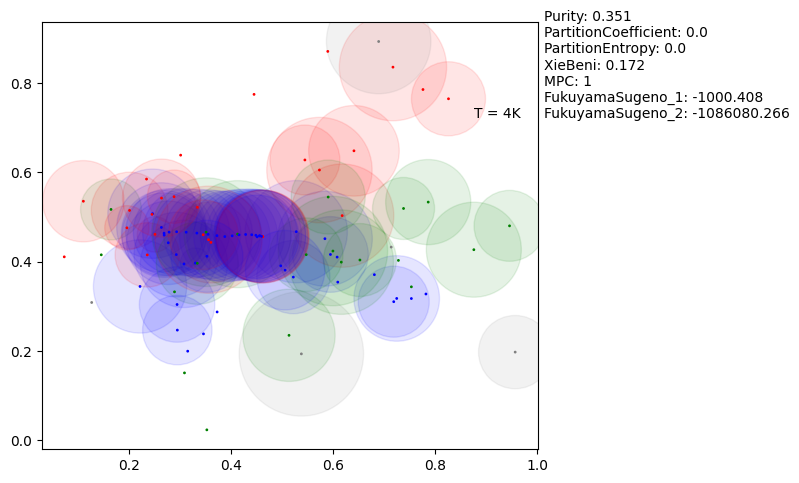 Purity: 0.351
PartitionCoefficient: 0.0
PartitionEntropy: 0.0
XieBeni: 0.172
MPC: 1
FukuyamaSugeno_1: -1000.408
FukuyamaSugeno_2: -1086080.266
T = 4K
0.8
0.6
0.4
0.2
0.0
0.2 0.4 0.6 0.8 1.0